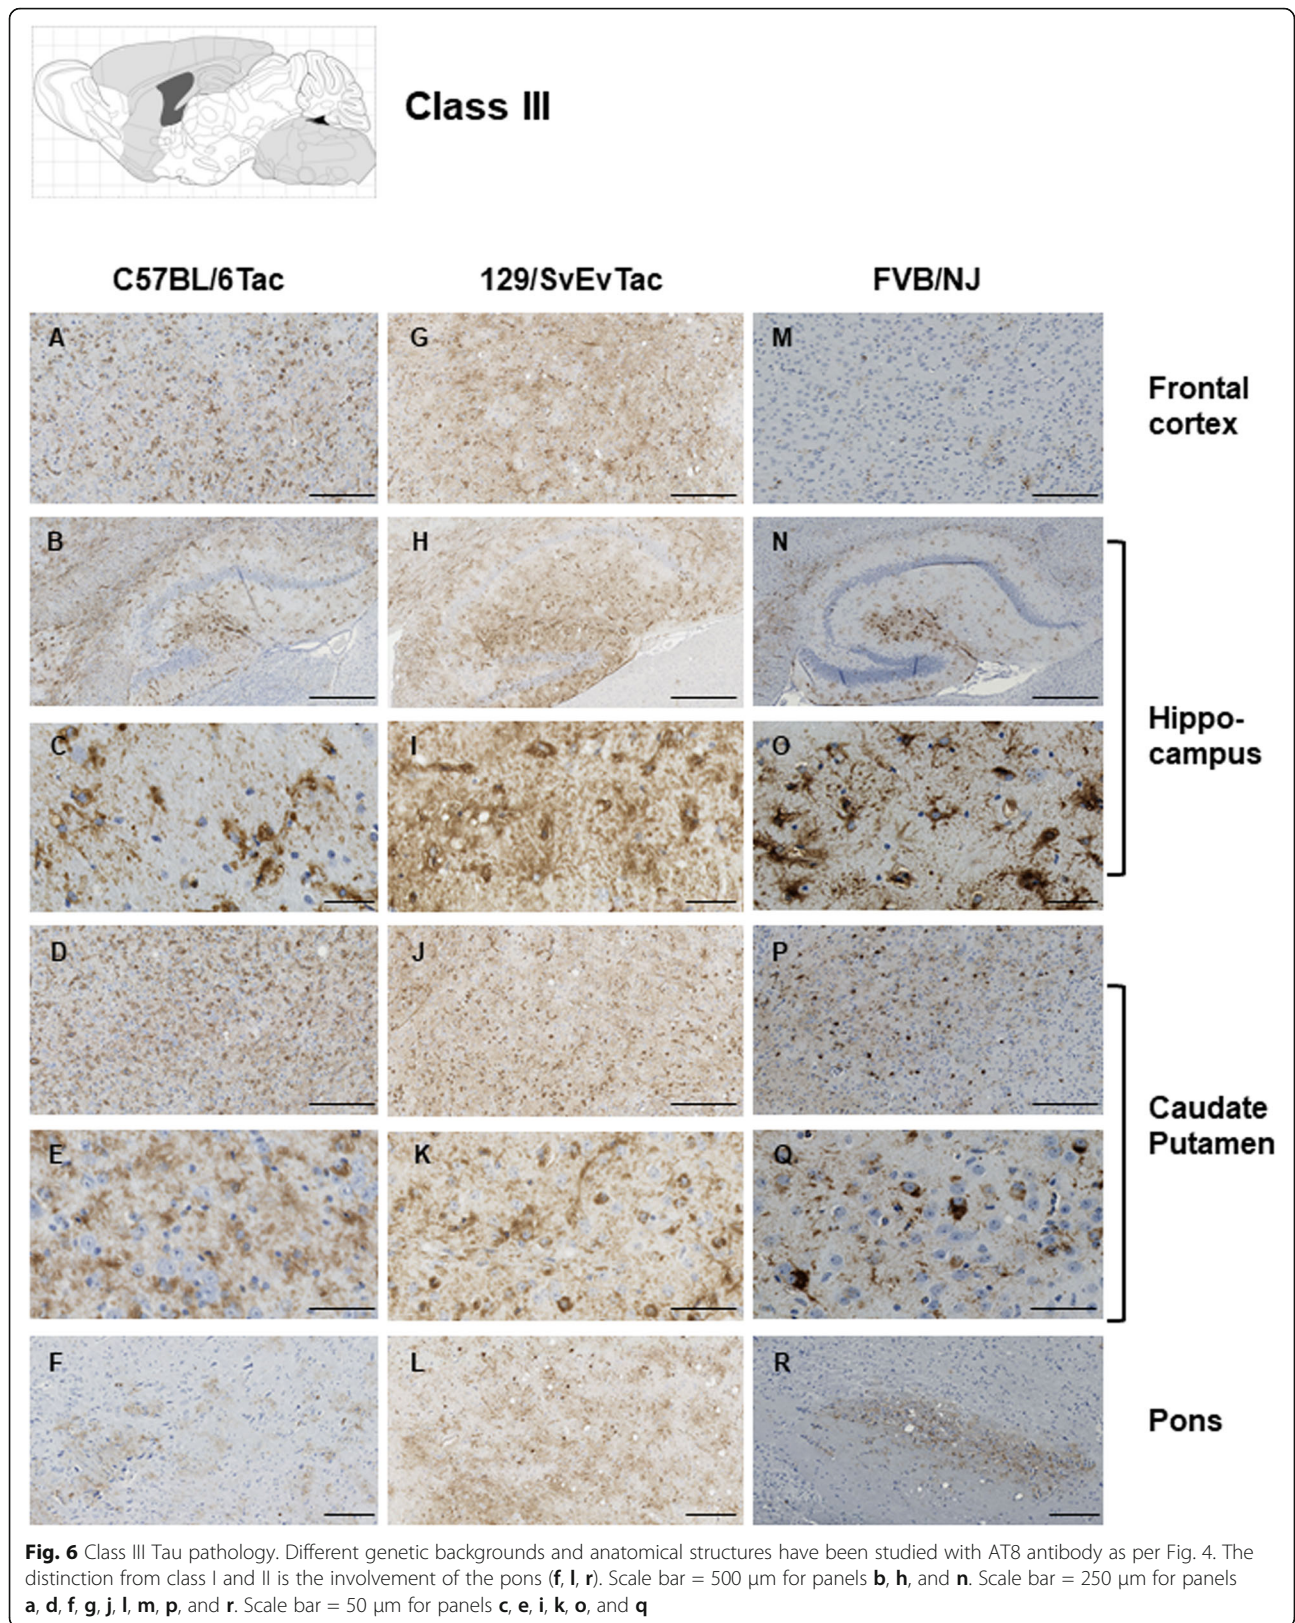 Class III
C57BL/6Tac 129/SvEvTac FVB/NJ
A G M
Frontal
cortex
B H N
C I O
Hippo-
campus
D J P
E K Q
Caudate
Putamen
F L R
Pons
Fig. 6 Class III Tau pathology. Different genetic backgrounds and anatomical structures have been studied with AT8 antibody as per Fig. 4. The
distinction from class I and II is the involvement of the pons (f, l, r). Scale bar = 500 μm for panels b, h, and n. Scale bar = 250 μm for panels
a, d, f, g, j, l, m, p, and r. Scale bar = 50 μm for panels c, e, i, k, o, and q